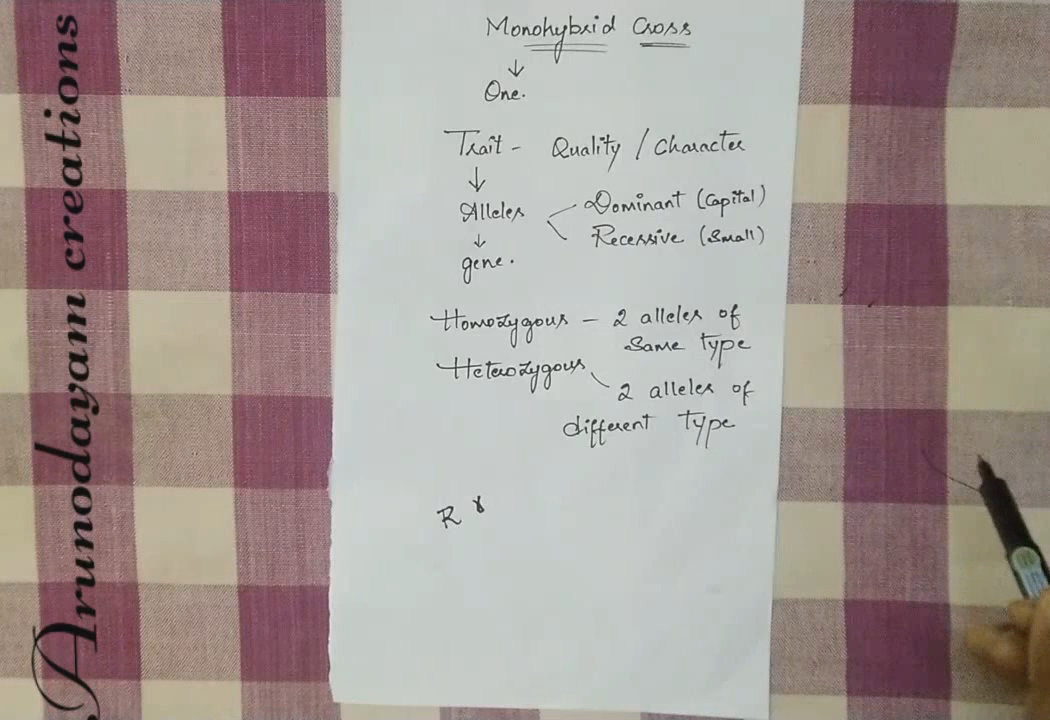 Arunodayam creations
Monohybrid Cross
↓
One.
Trait - Quality / Character
↓
Alleles Dominant (Capital)
Recessive (Small)
↓
gene.
Homozygous - 2 alleles of
Same type
Heterozygous
2 alleles of
different type
R r